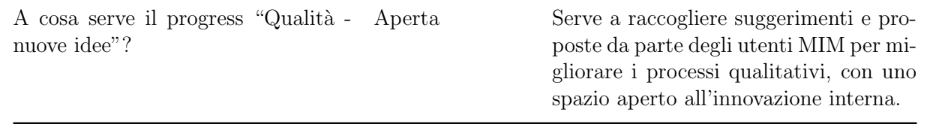 A cosa serve il progress “Qualità -
nuove idee”?
Aperta
Serve a raccogliere suggerimenti e pro-
poste da parte degli utenti MIM per mi-
gliorare i processi qualitativi, con uno
spazio aperto all'innovazione interna.